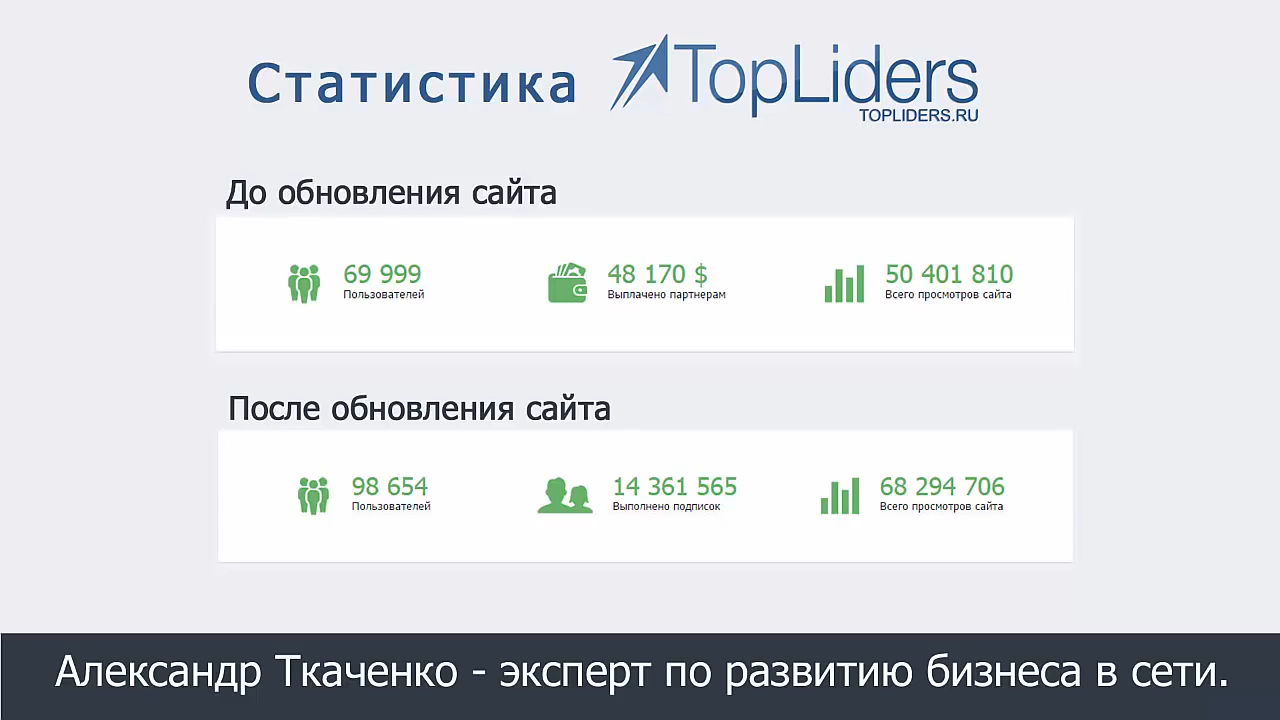 Статистика TopLiders
TOPLIDERS.RU
До обновления сайта
69 999 48 170 $ 50 401 810
Пользователей Выплачено партнерам Всего просмотров сайта
После обновления сайта
98 654 14 361 565 68 294 706
Пользователей Выполнено подписок Всего просмотров сайта
Александр Ткаченко - эксперт по развитию бизнеса в сети.